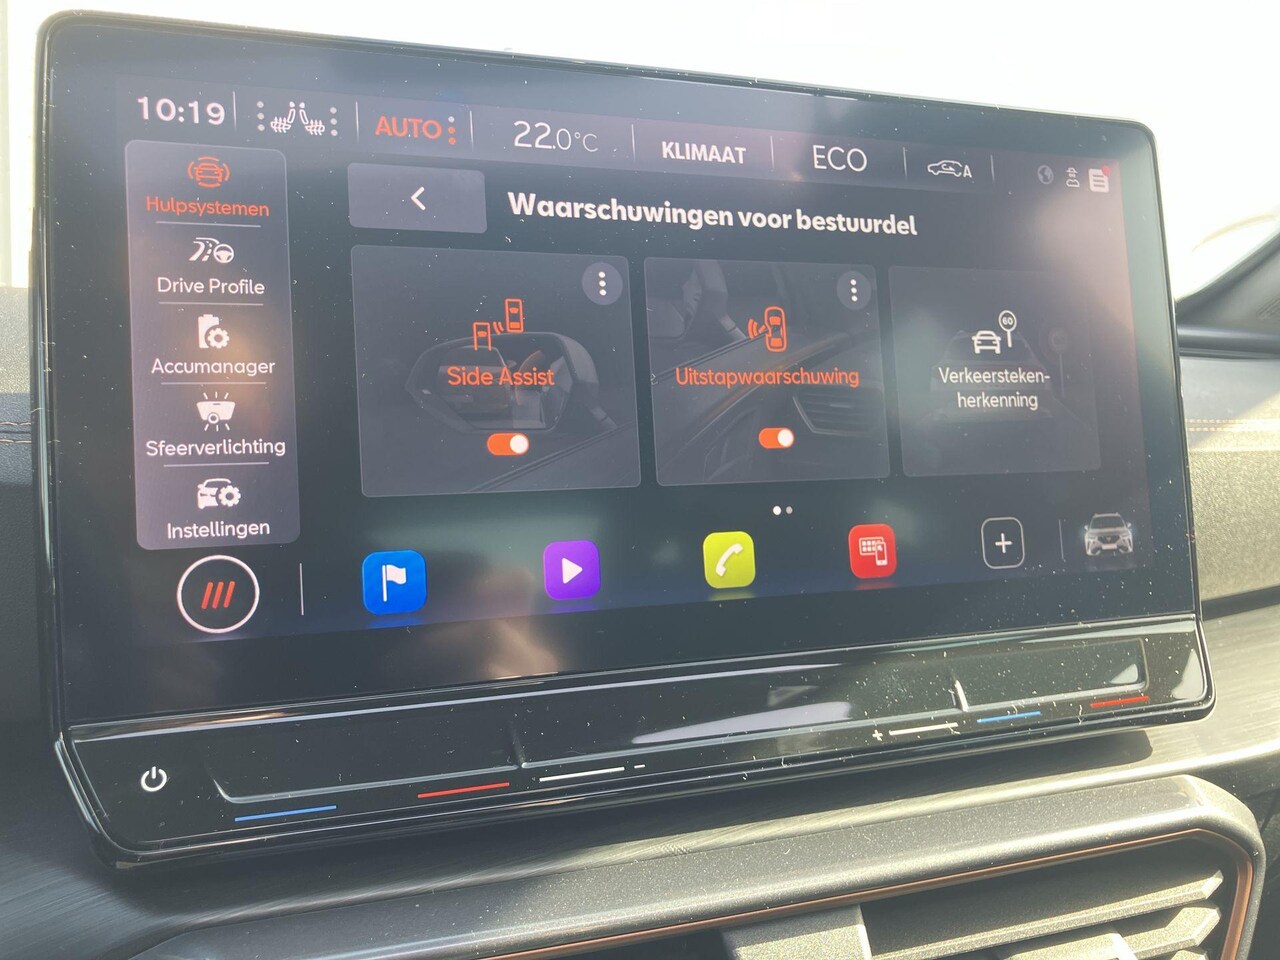 10:19
AUTO
22.0°C
KLIMAAT
ECO
A
Hulpsystemen
Drive Profile
Accumanager
Sfeerverlichting
Instellingen
Waarschuwingen voor bestuurdel
Side Assist
Uitstapwaarschuwing
60
Verkeersteken-
herkenning
+
+
-